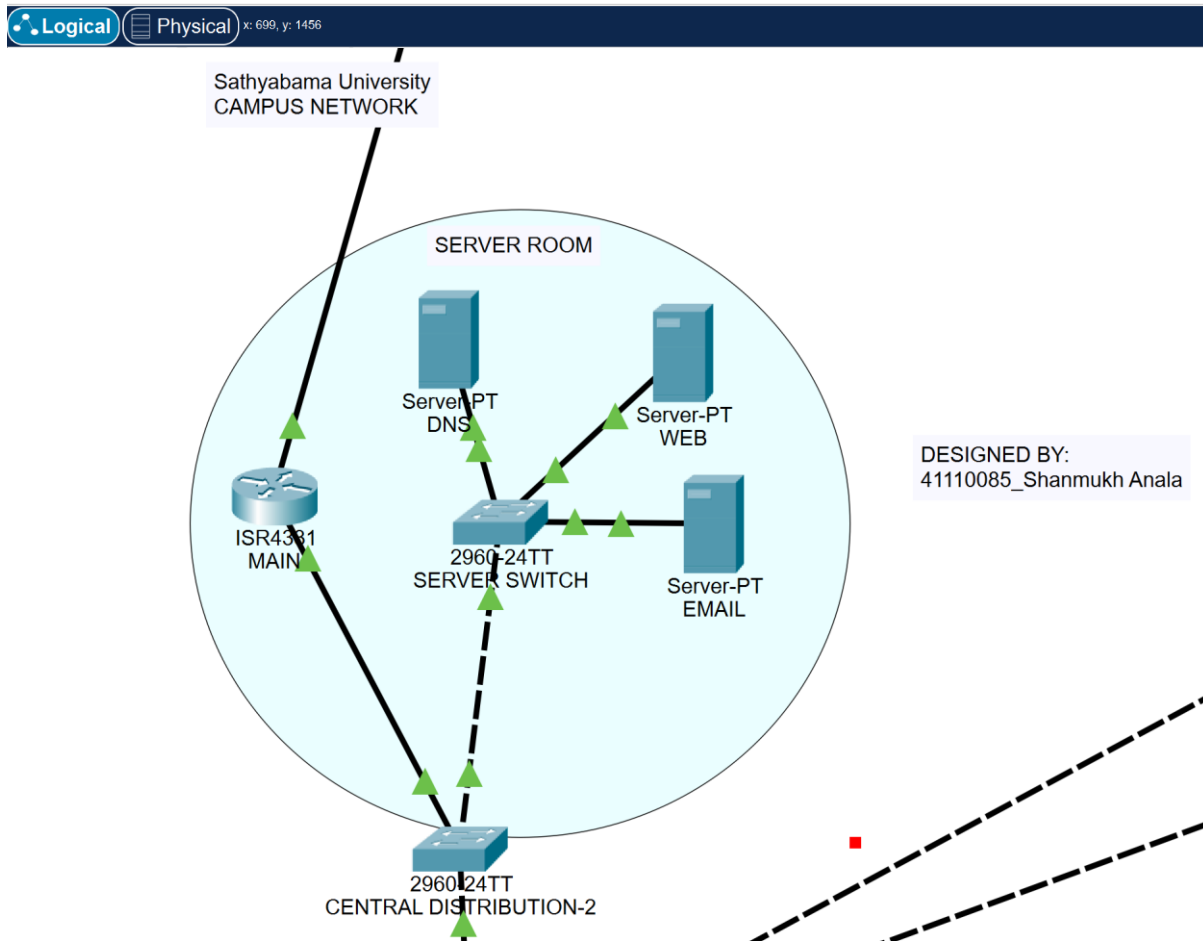 Logical Physical x: 699, y: 1456
Sathyabama University
CAMPUS NETWORK
SERVER ROOM
Server-PT
DNS
Server-PT
WEB
DESIGNED BY:
41110085_Shanmukh Anala
ISR4331
MAIN
2960-24TT
SERVER SWITCH
Server-PT
EMAIL
2960-24TT
CENTRAL DISTRIBUTION-2